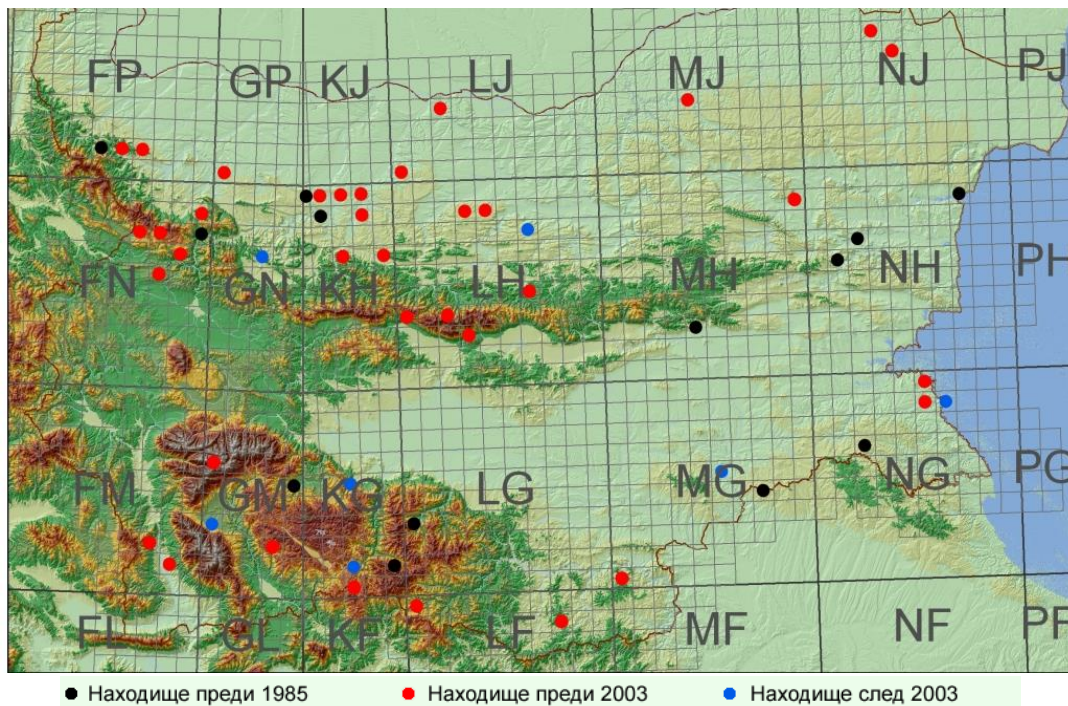 FP GP KJ LJ MJ NJ PJ
FN GN KH LH MH NH PH
FM GM KG LG MG NG PG
FL GL KF LF MF NF PF
Находище преди 1985 Находище преди 2003 Находище след 2003